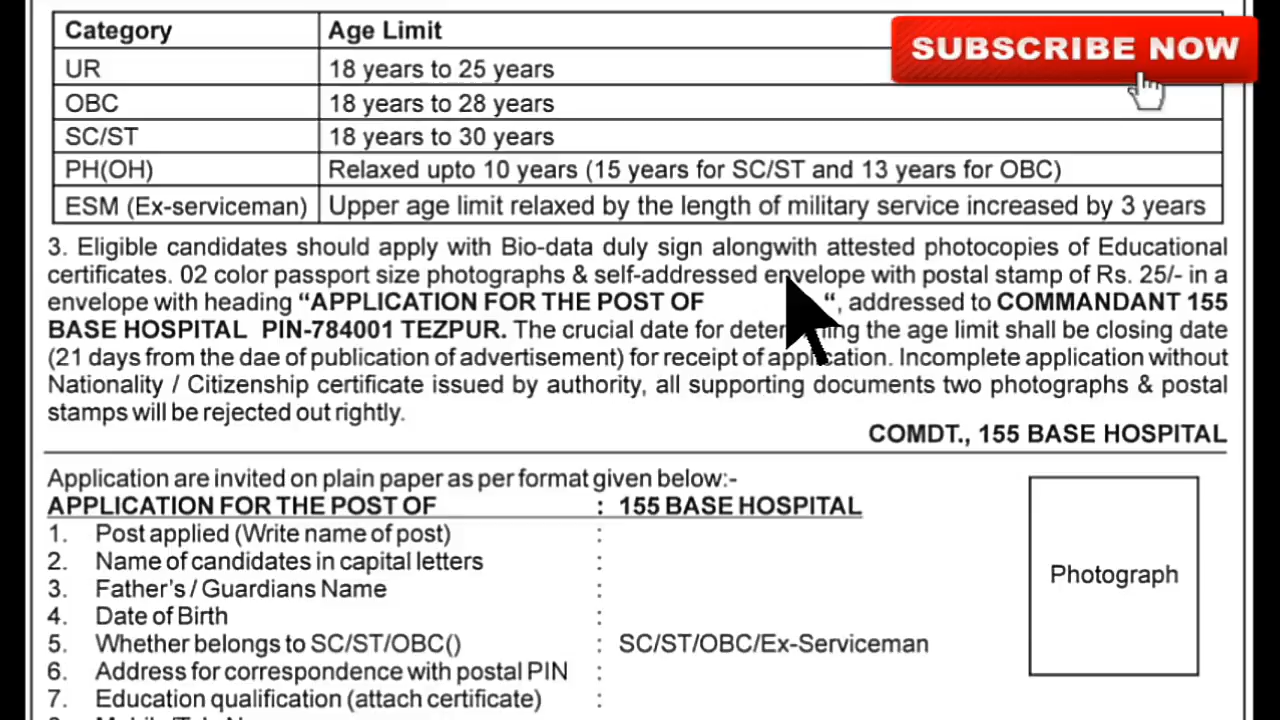 Category Age Limit
SUBSCRIBE NOW
UR 18 years to 25 years
OBC 18 years to 28 years
SC/ST 18 years to 30 years
PH(OH) Relaxed upto 10 years (15 years for SC/ST and 13 years for OBC)
ESM (Ex-serviceman) Upper age limit relaxed by the length of military service increased by 3 years
3. Eligible candidates should apply with Bio-data duly sign alongwith attested photocopies of Educational
certificates. 02 color passport size photographs & self-addressed envelope with postal stamp of Rs. 25/- in a
envelope with heading “APPLICATION FOR THE POST OF “, addressed to COMMANDANT 155
BASE HOSPITAL PIN-784001 TEZPUR. The crucial date for determining the age limit shall be closing date
(21 days from the dae of publication of advertisement) for receipt of application. Incomplete application without
Nationality / Citizenship certificate issued by authority, all supporting documents two photographs & postal
stamps will be rejected out rightly.
COMDT., 155 BASE HOSPITAL
Application are invited on plain paper as per format given below:-
APPLICATION FOR THE POST OF : 155 BASE HOSPITAL
1. Post applied (Write name of post) :
2. Name of candidates in capital letters :
3. Father's / Guardians Name :
4. Date of Birth :
5. Whether belongs to SC/ST/OBC() : SC/ST/OBC/Ex-Serviceman
6. Address for correspondence with postal PIN :
7. Education qualification (attach certificate) :
Photograph